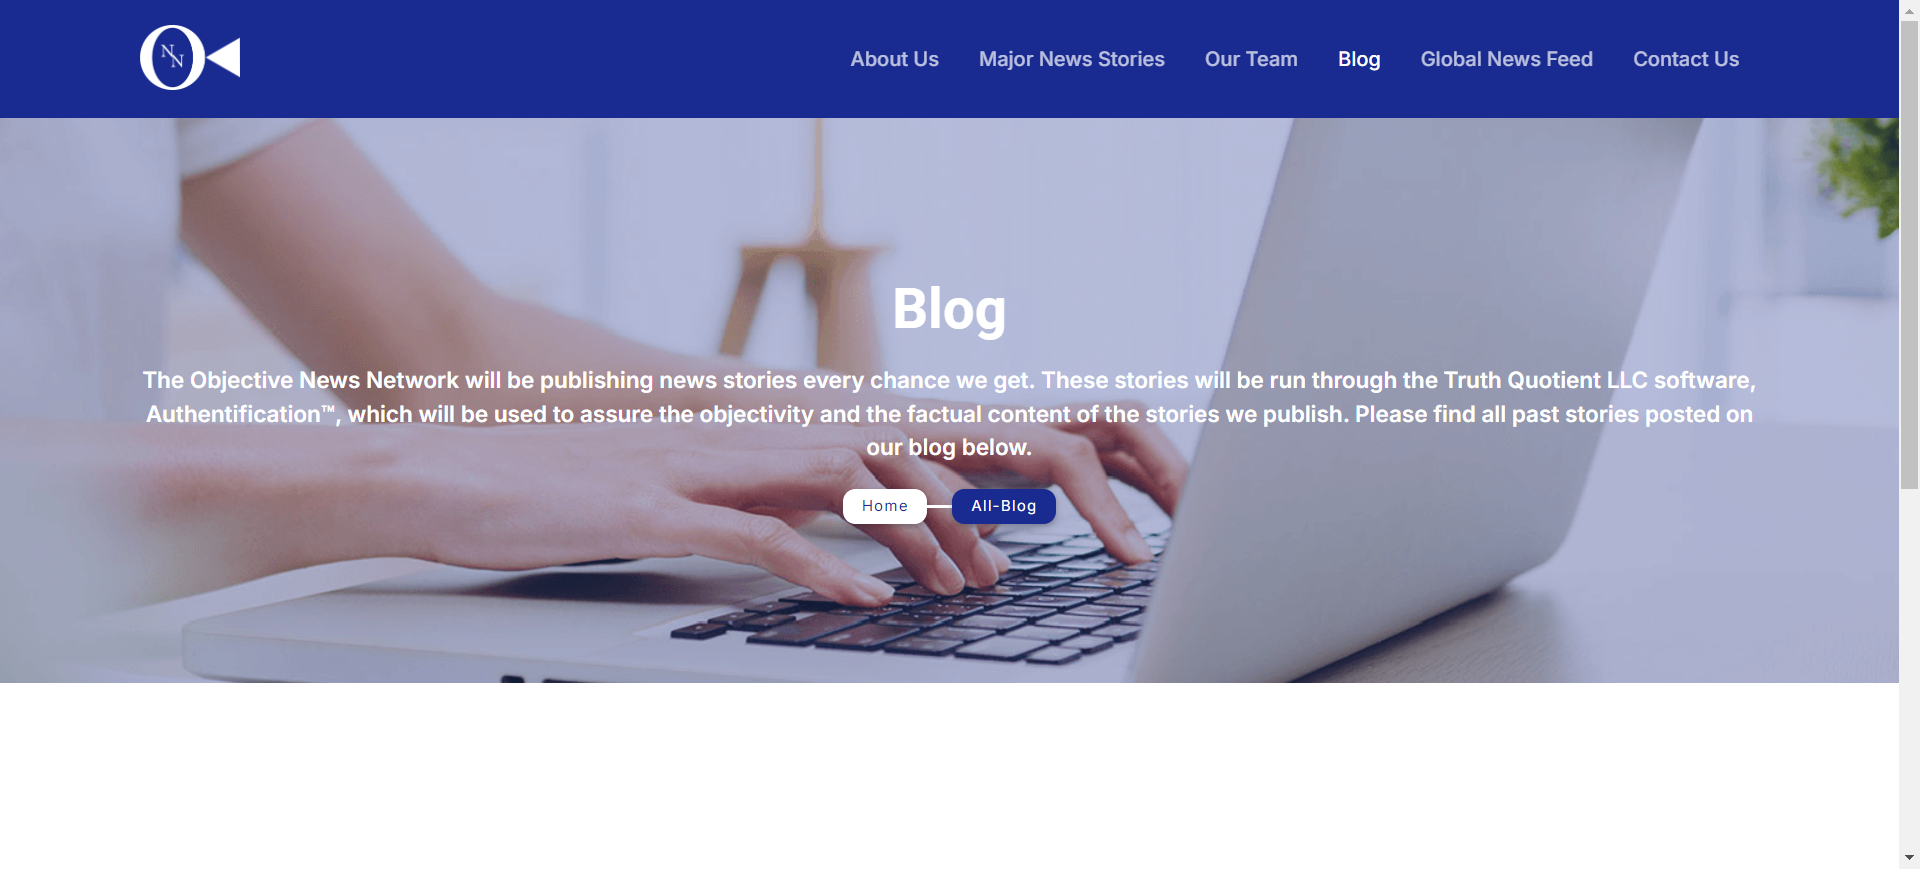 NN
About Us
Major News Stories
Our Team
Blog
Global News Feed
Contact Us
Blog
The Objective News Network will be publishing news stories every chance we get. These stories will be run through the Truth Quotient LLC software,
Authentification™, which will be used to assure the objectivity and the factual content of the stories we publish. Please find all past stories posted on
our blog below.
Home
All-Blog